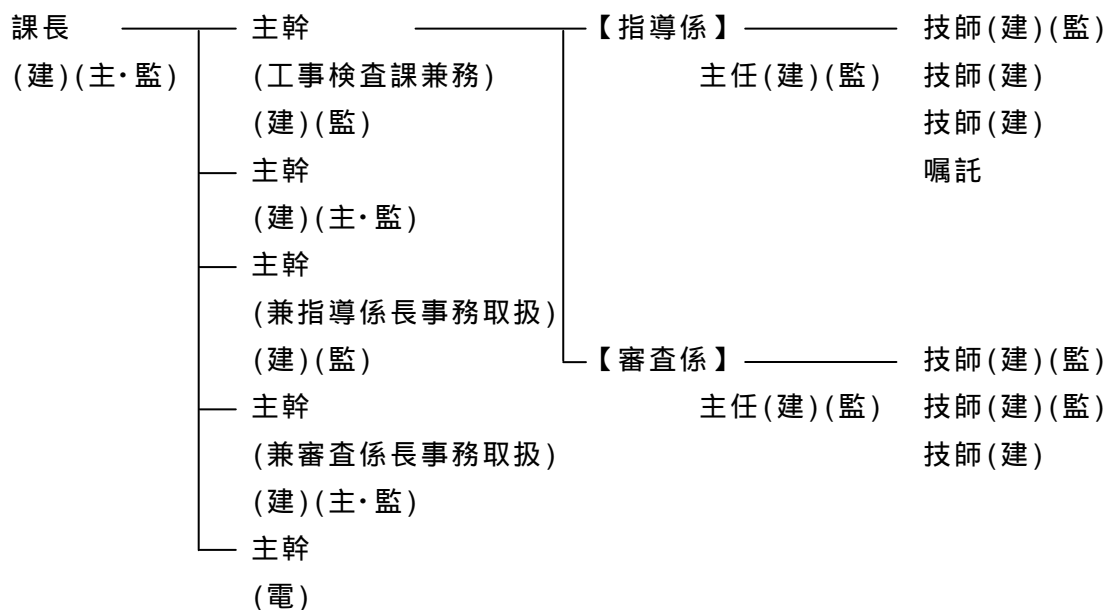 課長 主幹 【指導係】 技師(建)(監)
(建)(主・監) (工事検査課兼務) 主任(建)(監) 技師(建)
(建)(監) 技師(建)
主幹 嘱託
(建)(主・監)
主幹
(兼指導係長事務取扱)
(建)(監) 【審査係】 技師(建)(監)
主幹 主任(建)(監) 技師(建)(監)
(兼審査係長事務取扱) 技師(建)
(建)(主・監)
主幹
(電)